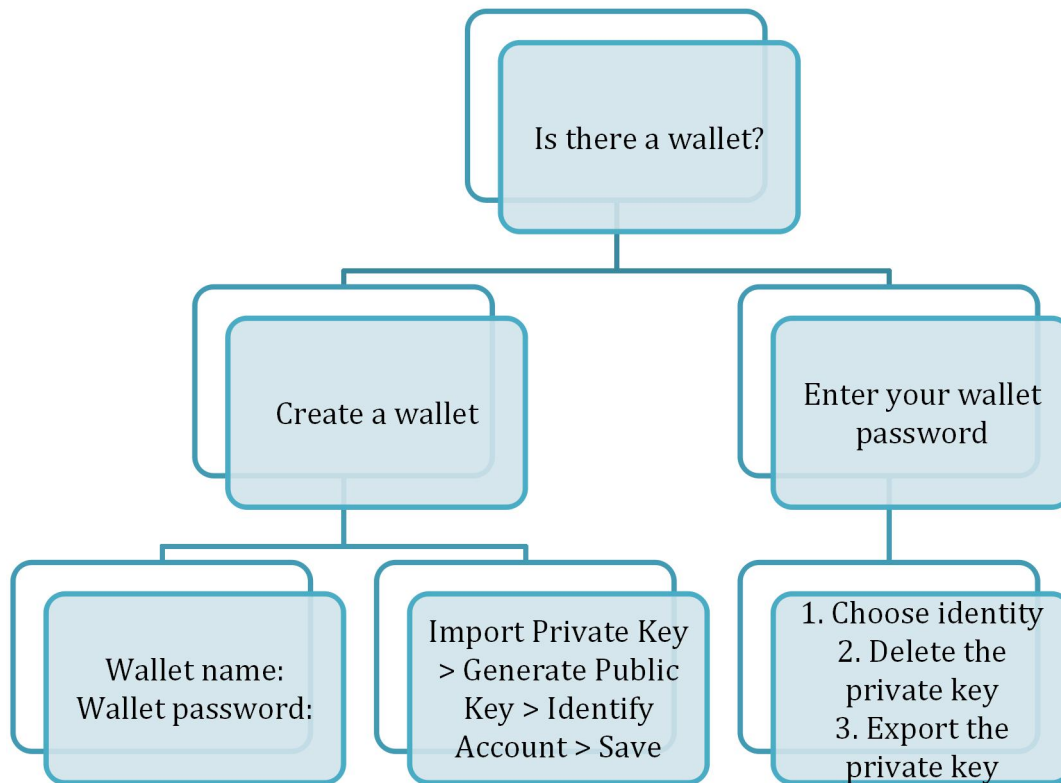 Is there a wallet?
Create a wallet
Enter your wallet
password
Wallet name:
Wallet password:
Import Private Key
> Generate Public
Key > Identify
Account > Save
1. Choose identity
2. Delete the
private key
3. Export the
private key